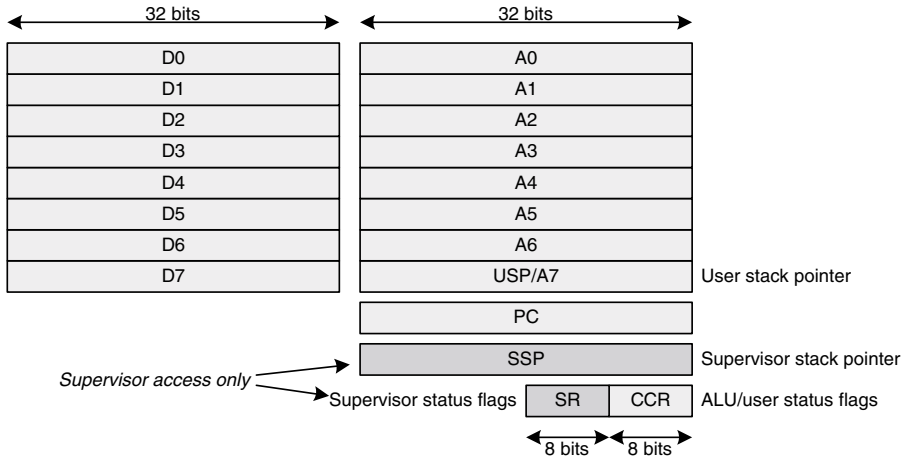 32 bits 32 bits
D0 A0
D1 A1
D2 A2
D3 A3
D4 A4
D5 A5
D6 A6
D7 USP/A7 User stack pointer
PC
SSP Supervisor stack pointer
Supervisor access only
Supervisor status flags SR CCR ALU/user status flags
8 bits 8 bits